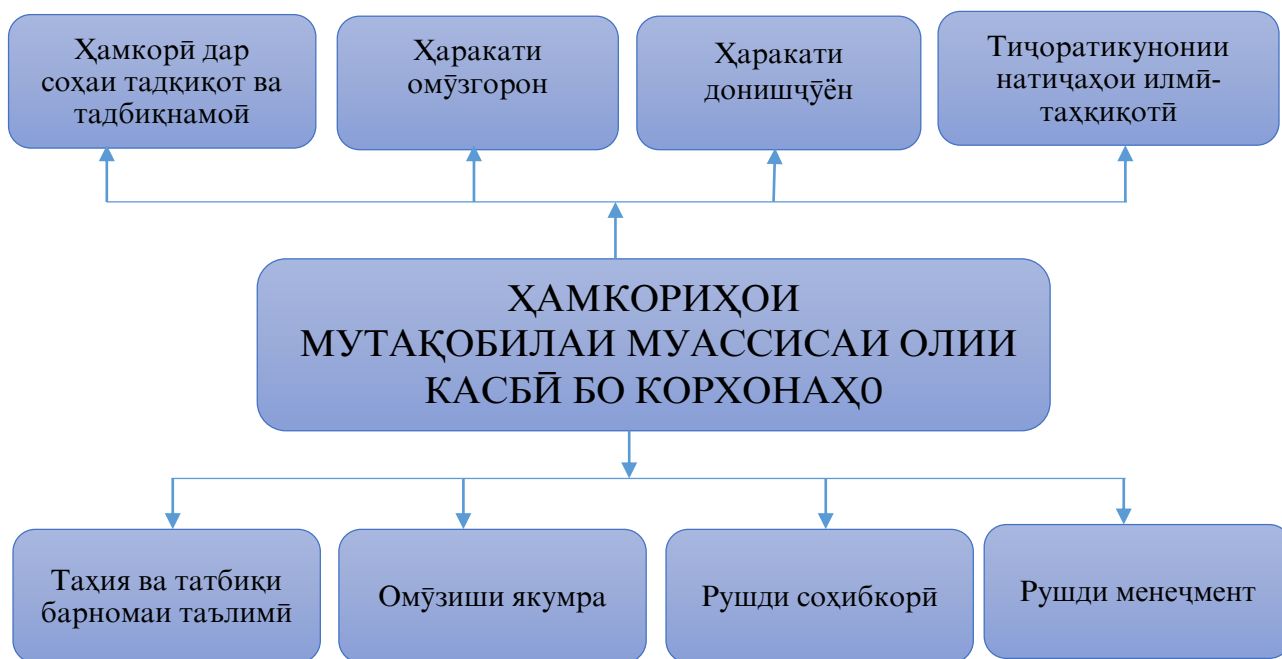 Ҳамкорӣ дар
соҳаи тадқиқот ва
тадбиқнамоӣ
Ҳаракати
омӯзгорон
Ҳаракати
донишҷӯён
Тиҷоратикунонии
натиҷаҳои илмӣ-
таҳқиқотӣ
ҲАМКОРИҲОИ
МУТАҚОБИЛАИ МУАССИСАИ ОЛИИ
КАСБӢ БО КОРХОНАҲО
Таҳия ва татбиқи
барномаи таълимӣ
Омӯзиши якумра
Рушди соҳибкорӣ
Рушди менеҷмент